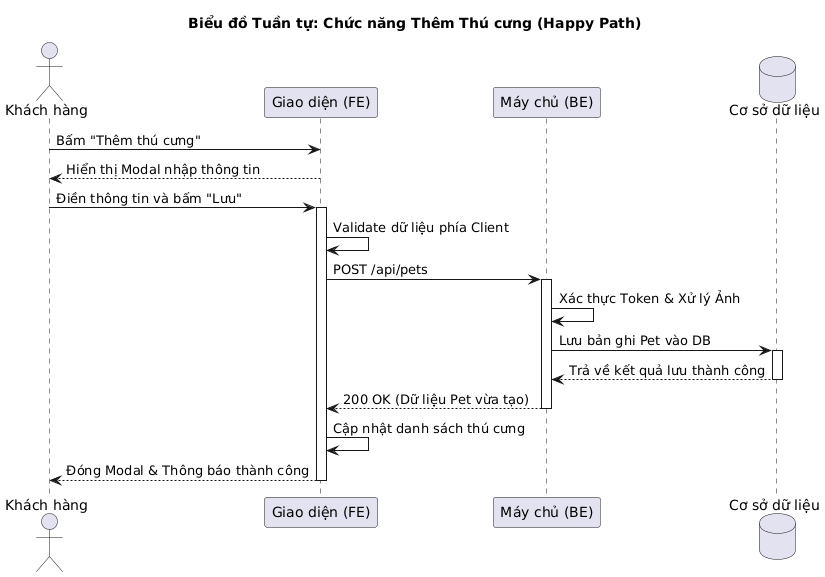 Biểu đồ Tuần tự: Chức năng Thêm Thú cưng (Happy Path)
Khách hàng
Giao diện (FE)
Máy chủ (BE)
Cơ sở dữ liệu
Bấm "Thêm thú cưng"
Hiển thị Modal nhập thông tin
Điền thông tin và bấm "Lưu"
Validate dữ liệu phía Client
POST /api/pets
Xác thực Token & Xử lý Ảnh
Lưu bản ghi Pet vào DB
Trả về kết quả lưu thành công
200 OK (Dữ liệu Pet vừa tạo)
Cập nhật danh sách thú cưng
Đóng Modal & Thông báo thành công
Khách hàng
Giao diện (FE)
Máy chủ (BE)
Cơ sở dữ liệu